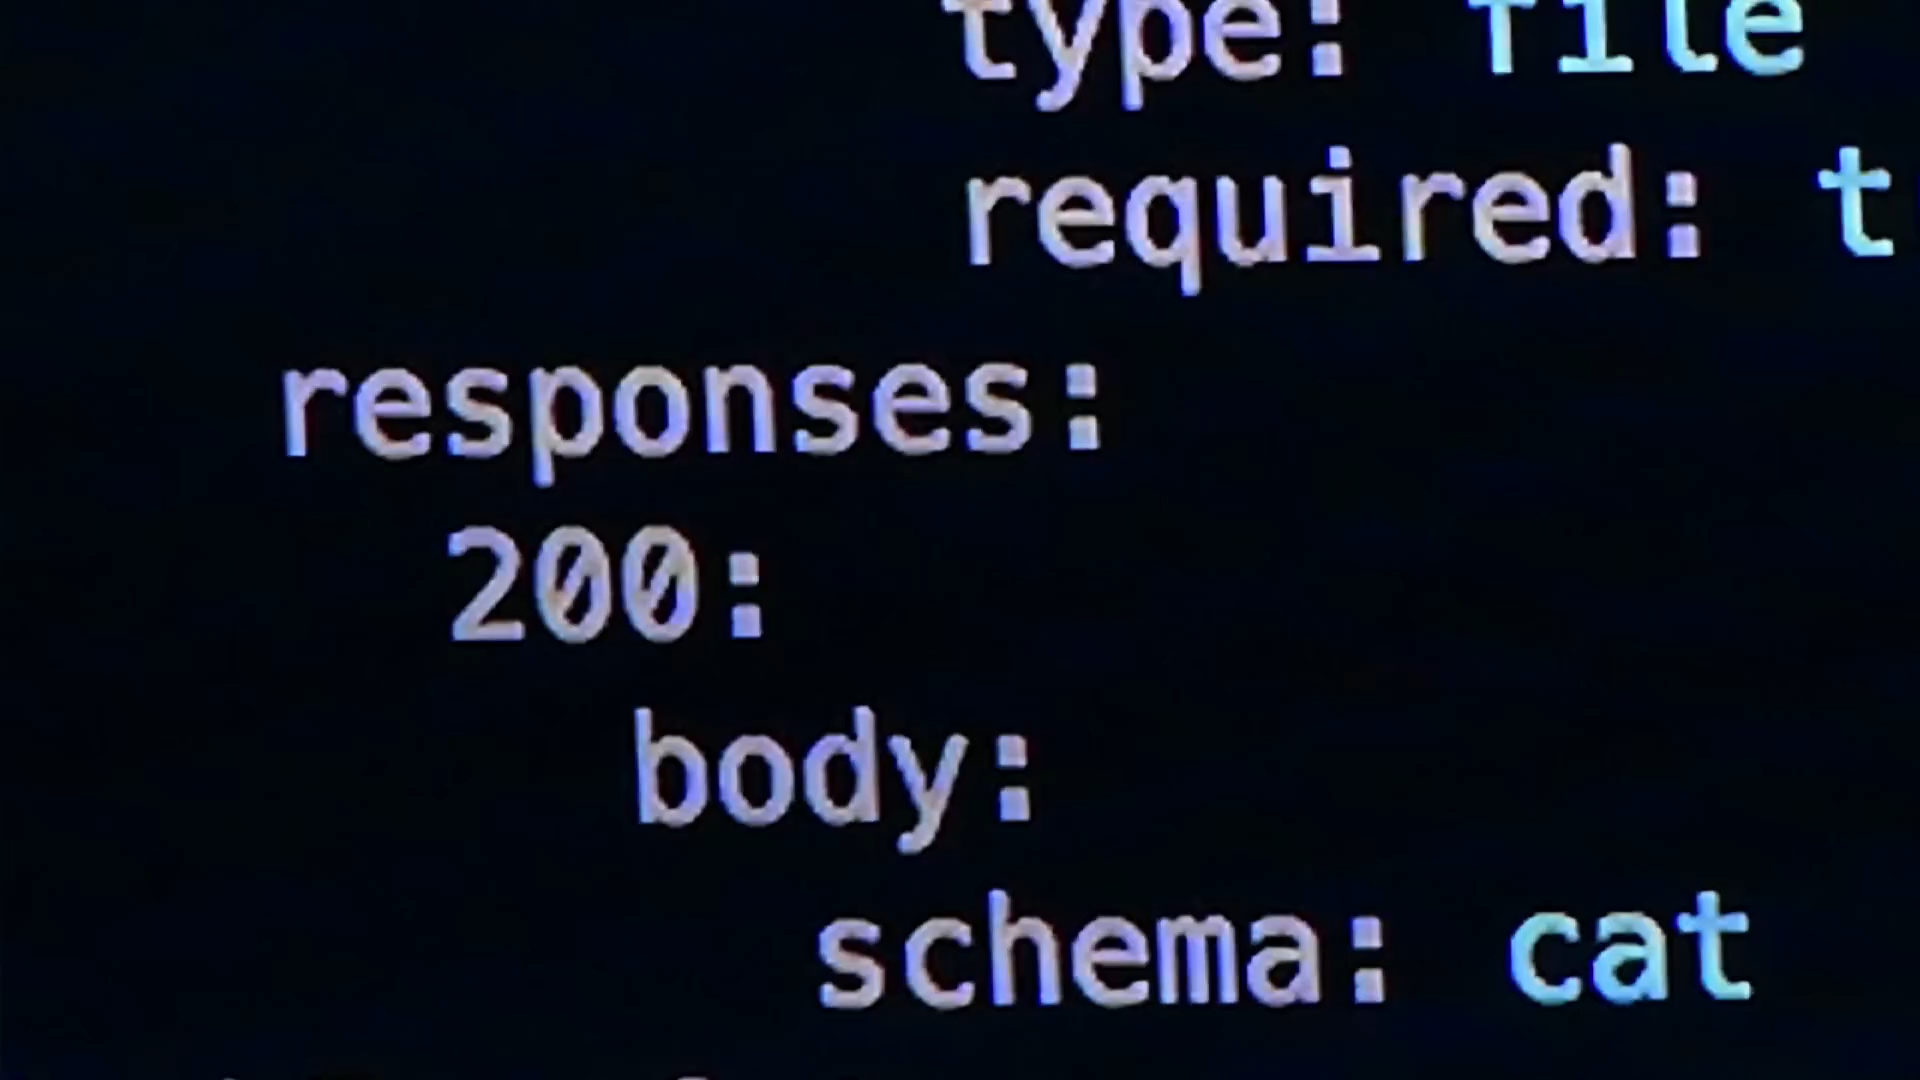 type: file
required: t
responses:
200:
body:
schema: cat